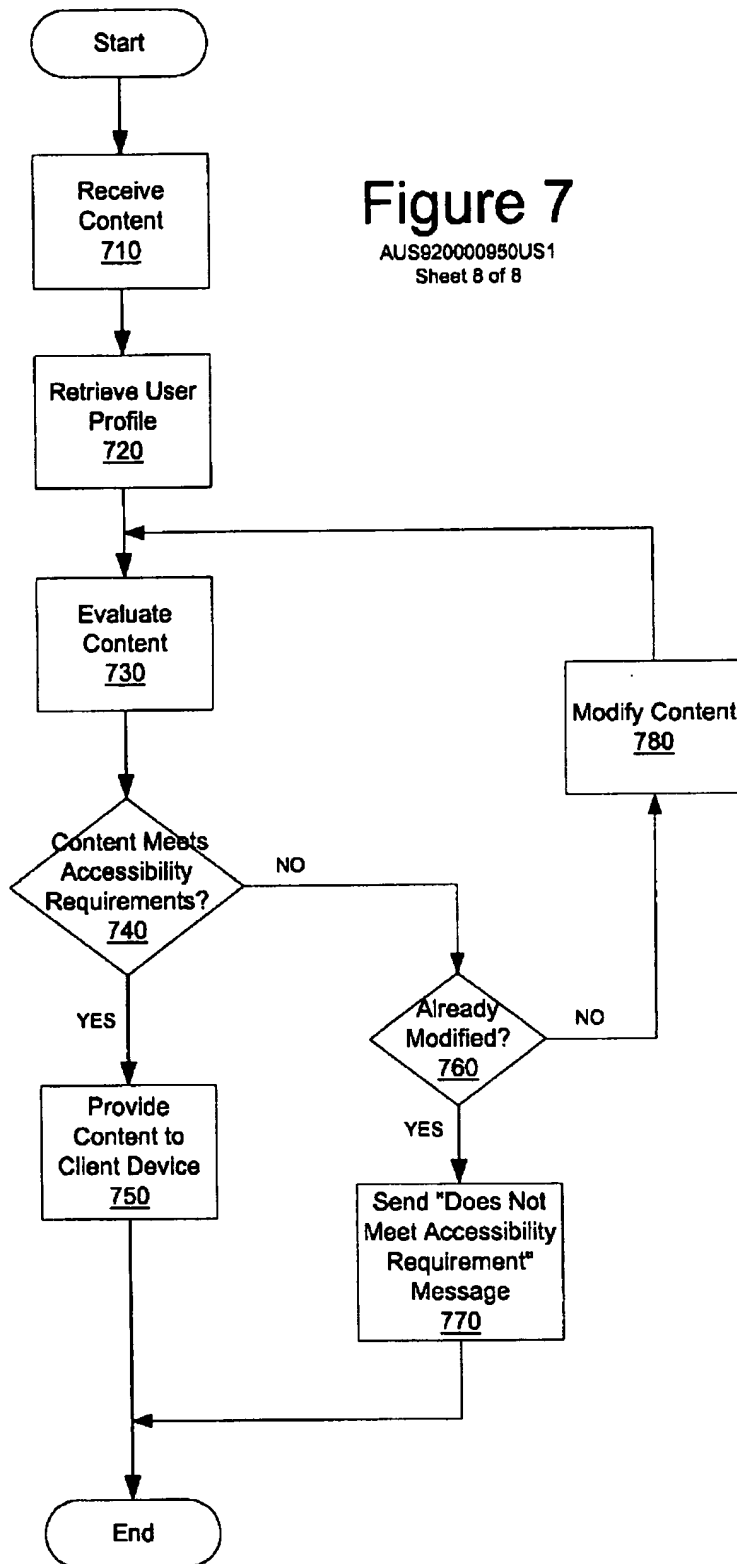 Start
Receive
Content
710
Figure 7
AUS920000950US1
Sheet 8 of 8
Retrieve User
Profile
720
Evaluate
Content
730
Modify Content
780
Content Meets
Accessibility
Requirements?
740
NO
YES
Already
Modified?
760
NO
YES
Provide
Content to
Client Device
750
Send "Does Not
Meet Accessibility
Requirement"
Message
770
End